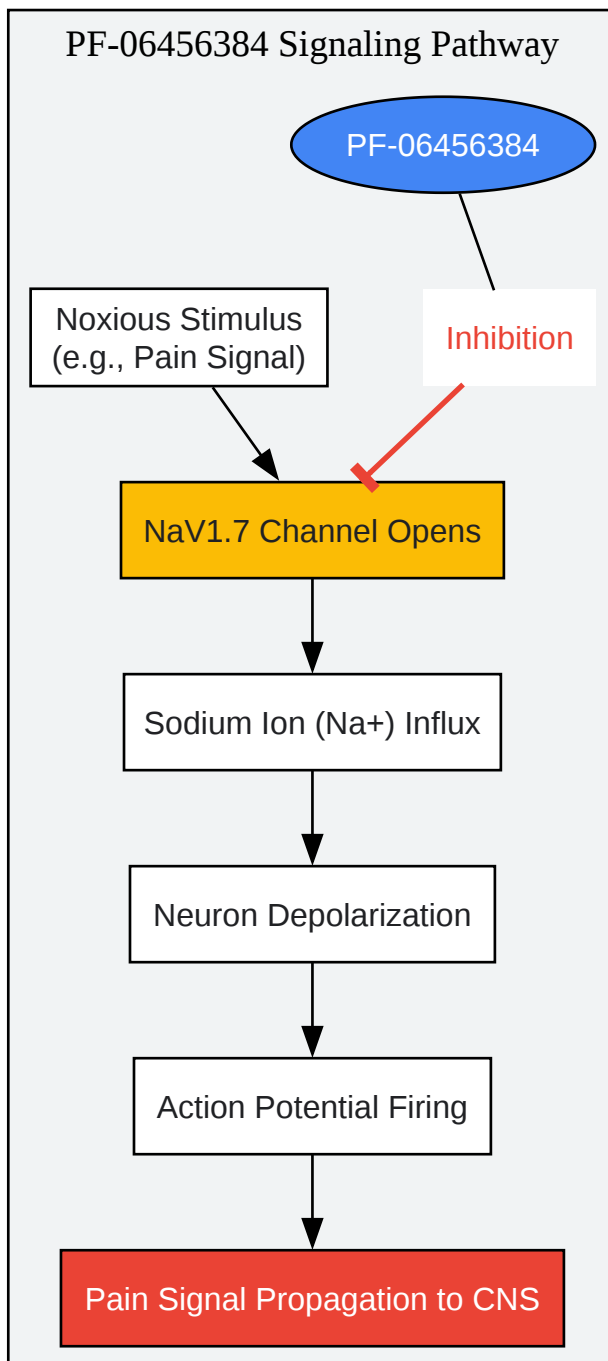 PF-06456384 Signaling Pathway
PF-06456384
Noxious Stimulus
(e.g., Pain Signal)
Inhibition
NaV1.7 Channel Opens
Sodium Ion (Na+) Influx
Neuron Depolarization
Action Potential Firing
Pain Signal Propagation to CNS